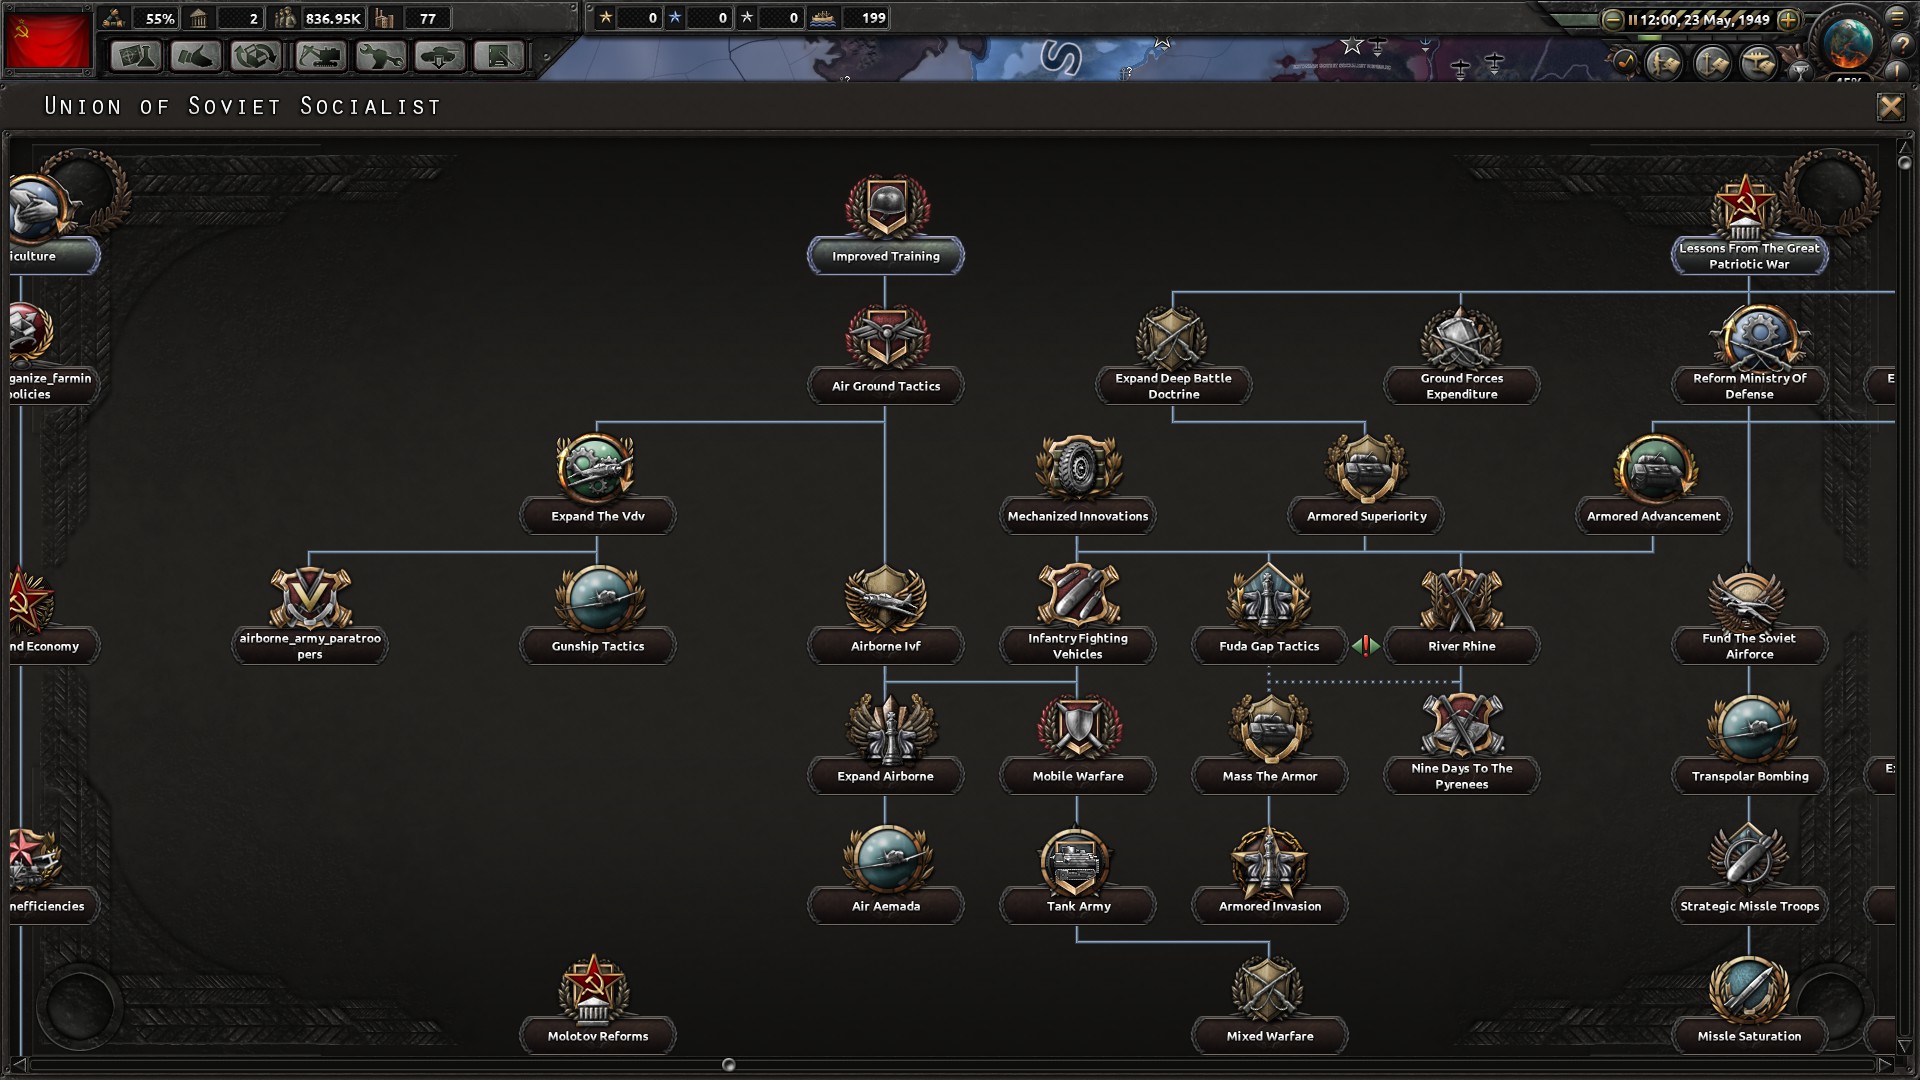 55%
2
836.95K
77
0
0
0
199
12:00, 23 May, 1949
Union of Soviet Socialist
iculture
Improved Training
Lessons From The Great
Patriotic War
ganize_farmin
policies
Air Ground Tactics
Expand Deep Battle
Doctrine
Ground Forces
Expenditure
Reform Ministry Of
Defense
E
Expand The Vdv
Mechanized Innovations
Armored Superiority
Armored Advancement
nd Economy
airborne_army_paratroo
pers
Gunship Tactics
Airborne Ivf
Infantry Fighting
Vehicles
Fuda Gap Tactics
River Rhine
Fund The Soviet
Airforce
Expand Airborne
Mobile Warfare
Mass The Armor
Nine Days To The
Pyrenees
Transpolar Bombing
E
nefficiencies
Air Aemada
Tank Army
Armored Invasion
Strategic Missle Troops
Molotov Reforms
Mixed Warfare
Missle Saturation